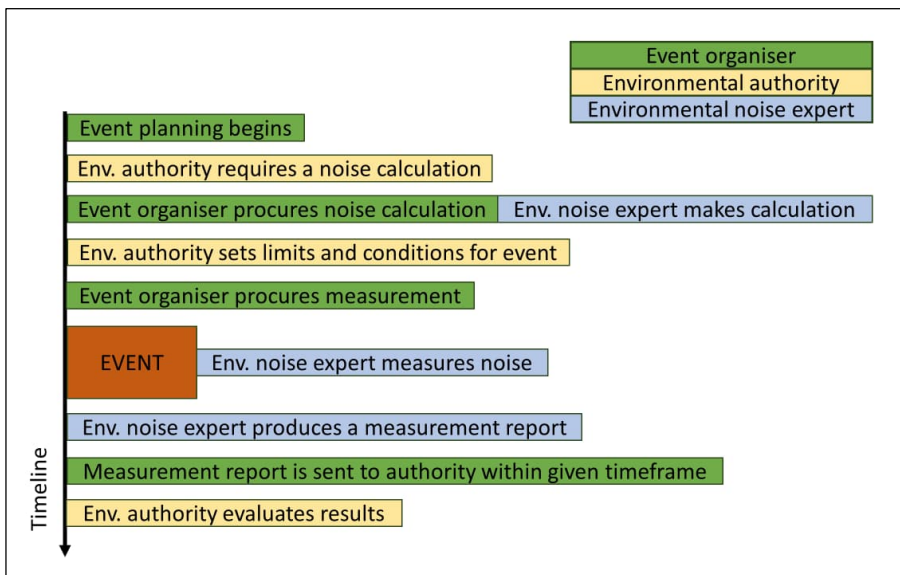 Event organiser
Environmental authority
Environmental noise expert
Event planning begins
Env. authority requires a noise calculation
Event organiser procures noise calculation Env. noise expert makes calculation
Env. authority sets limits and conditions for event
Event organiser procures measurement
EVENT Env. noise expert measures noise
Env. noise expert produces a measurement report
Measurement report is sent to authority within given timeframe
Env. authority evaluates results
Timeline